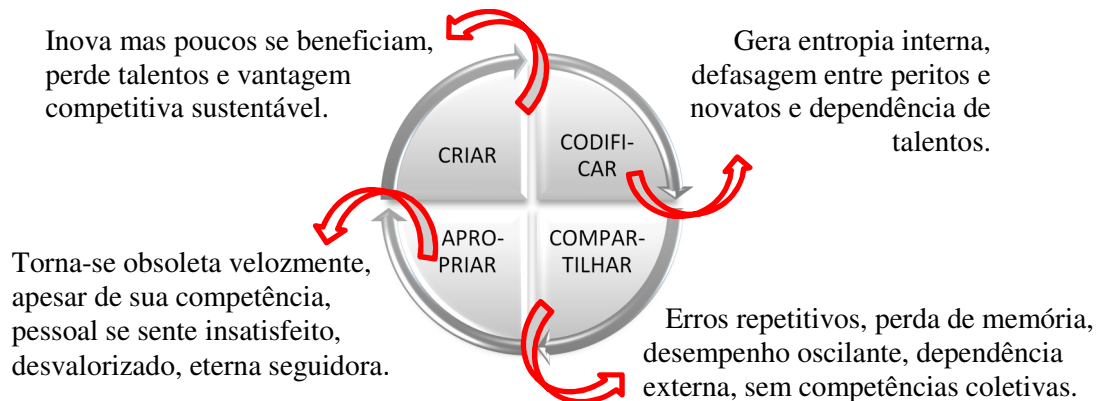 Inova mas poucos se beneficiam,
perde talentos e vantagem
competitiva sustentável.
Gera entropia interna,
defasagem entre peritos e
novatos e dependência de
talentos.
CRIAR
CODIFI-
CAR
APRO-
PRIAR
COMPAR-
TILHAR
Torna-se obsoleta velozmente,
apesar de sua competência,
pessoal se sente insatisfeito,
desvalorizado, eterna seguidora.
Erros repetitivos, perda de memória,
desempenho oscilante, dependência
externa, sem competências coletivas.